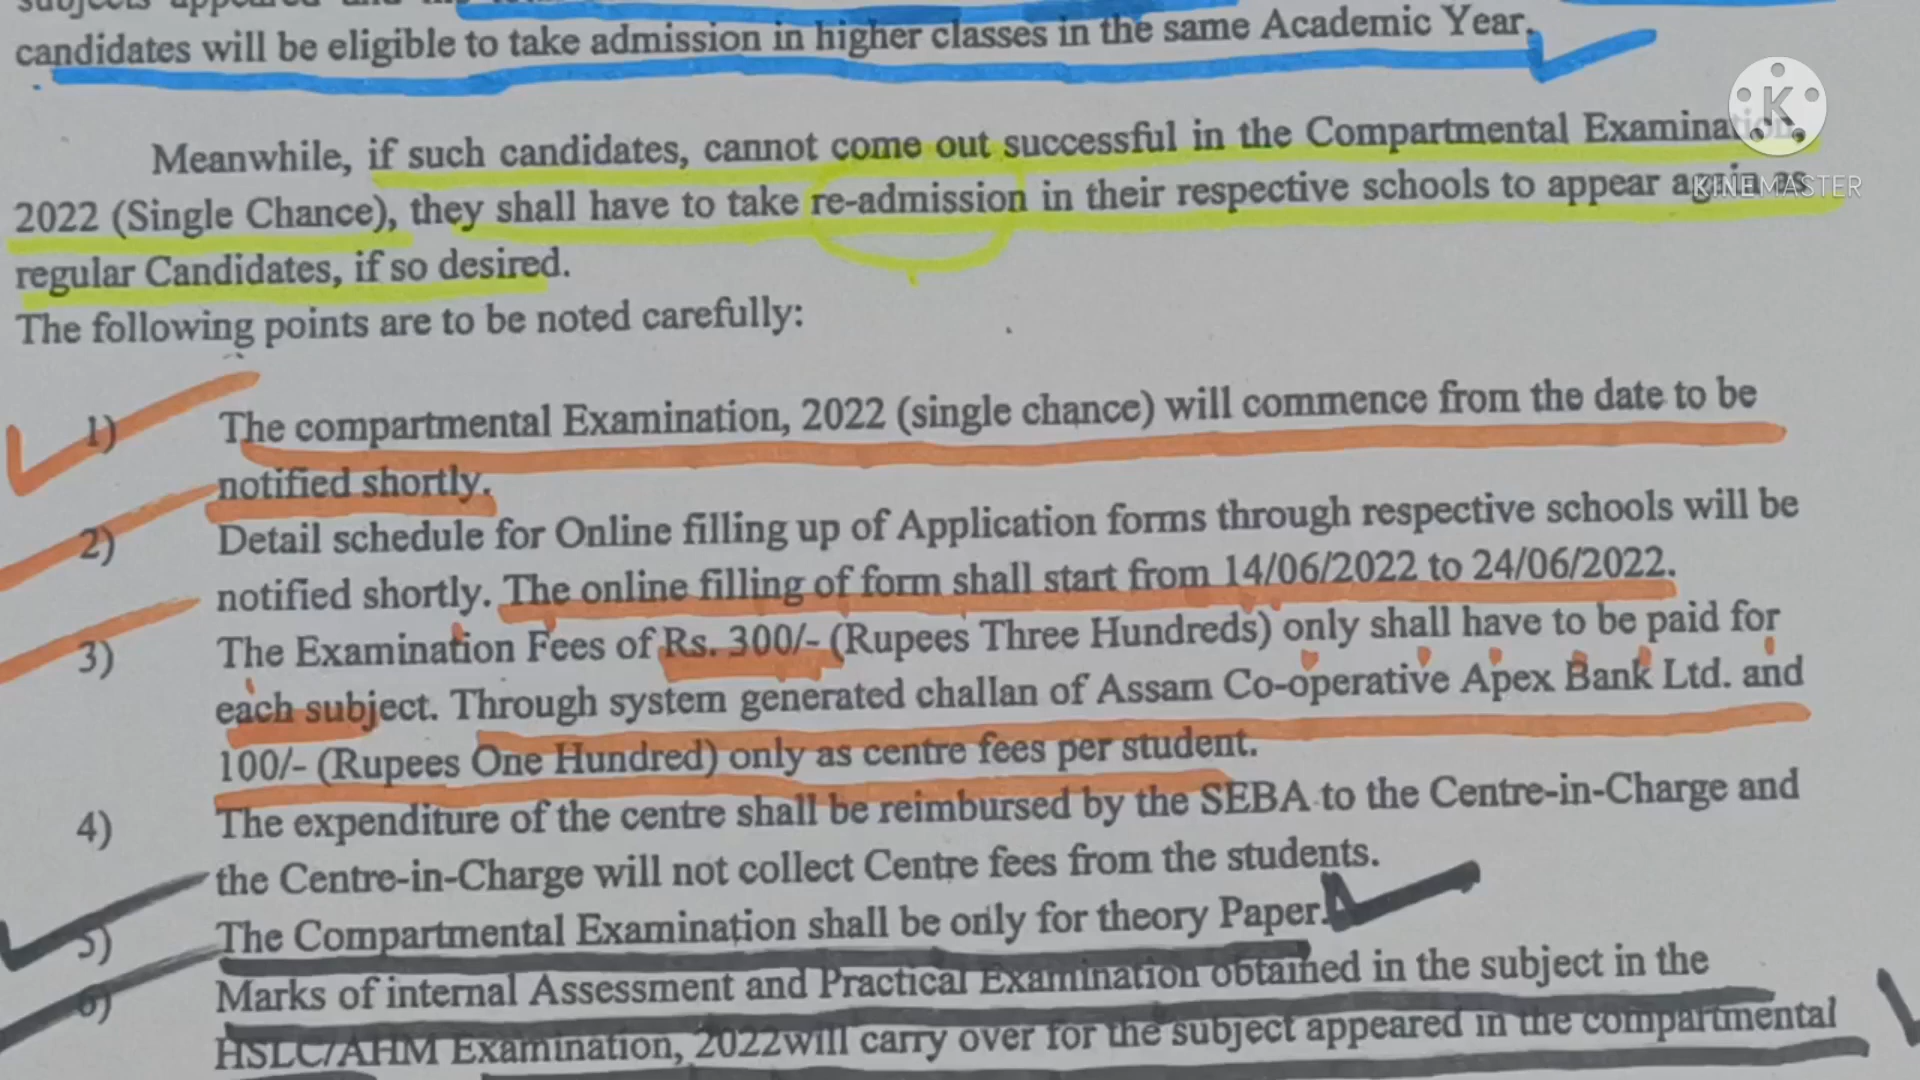 subjects appeared and
candidates will be eligible to take admission in higher classes in the same Academic Year.
Meanwhile, if such candidates, cannot come out successful in the Compartmental Examination,
2022 (Single Chance), they shall have to take re-admission in their respective schools to appear again as
regular Candidates, if so desired.
The following points are to be noted carefully:
1) The compartmental Examination, 2022 (single chance) will commence from the date to be
notified shortly.
2) Detail schedule for Online filling up of Application forms through respective schools will be
notified shortly. The online filling of form shall start from 14/06/2022 to 24/06/2022.
3) The Examination Fees of Rs. 300/- (Rupees Three Hundreds) only shall have to be paid for
each subject. Through system generated challan of Assam Co-operative Apex Bank Ltd. and
100/- (Rupees One Hundred) only as centre fees per student.
4) The expenditure of the centre shall be reimbursed by the SEBA to the Centre-in-Charge and
the Centre-in-Charge will not collect Centre fees from the students.
5) The Compartmental Examination shall be only for theory Paper.
6) Marks of internal Assessment and Practical Examination obtained in the subject in the
HSLC/AHM Examination, 2022will carry over for the subject appeared in the compartmental
K
KINEMASTER